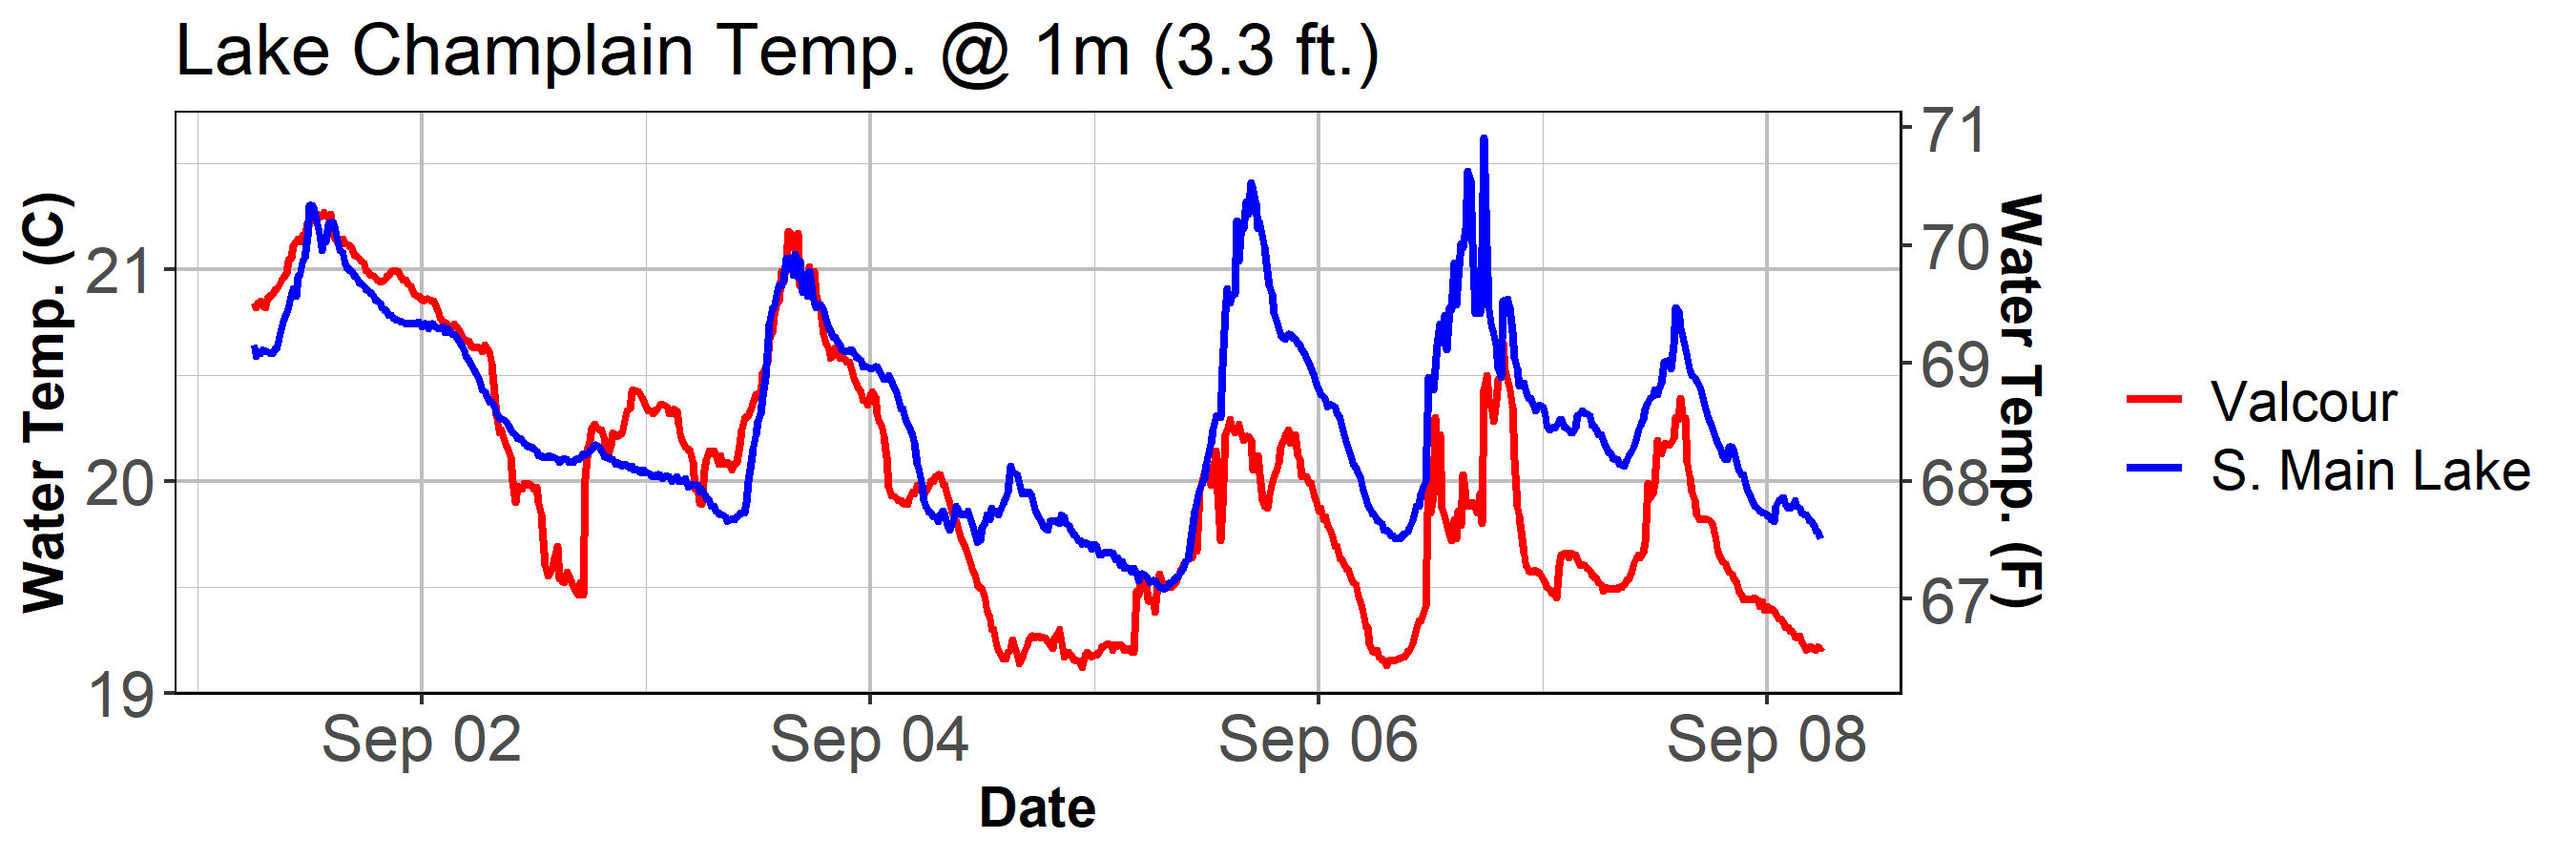 Lake Champlain Temp. @ 1m (3.3 ft.)
Water Temp. (C)
21
20
19
71
70
69
68
67
Water Temp. (F)
Sep 02
Sep 04
Sep 06
Sep 08
Date
Valcour
S. Main Lake